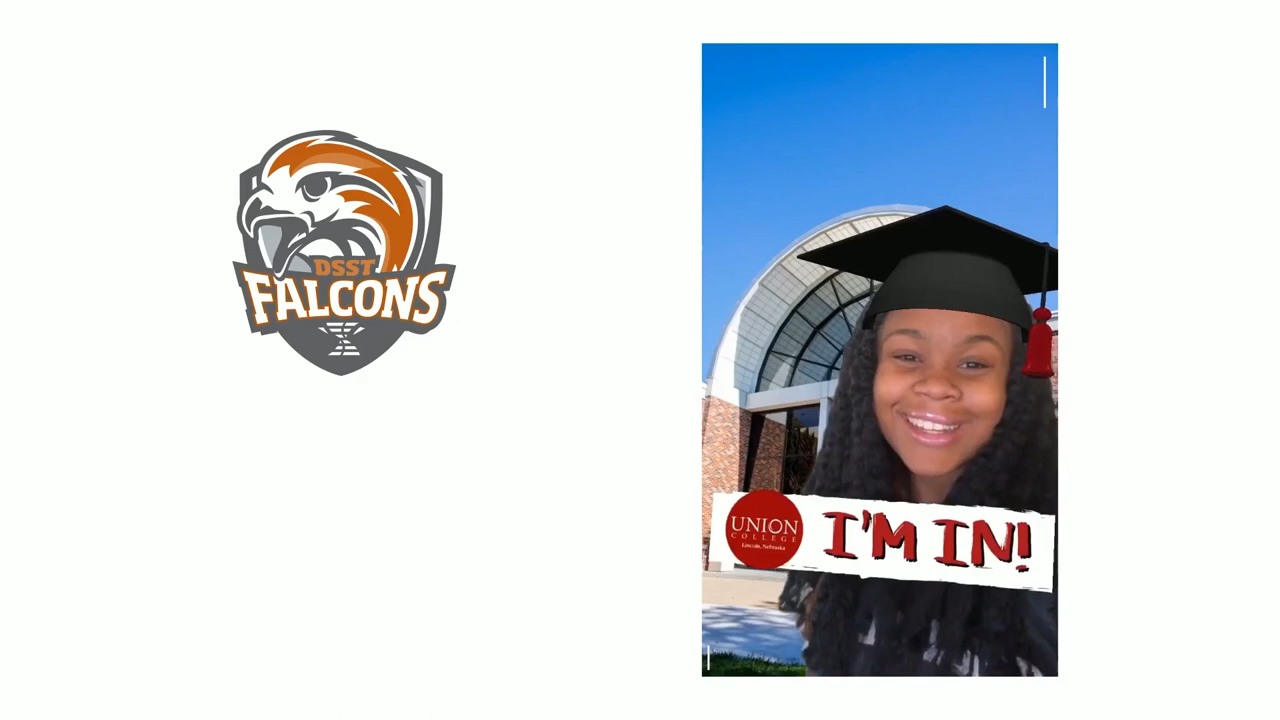 DSST
FALCONS
UNION
COLLEGE
Lincoln, Nebraska
I'M IN!